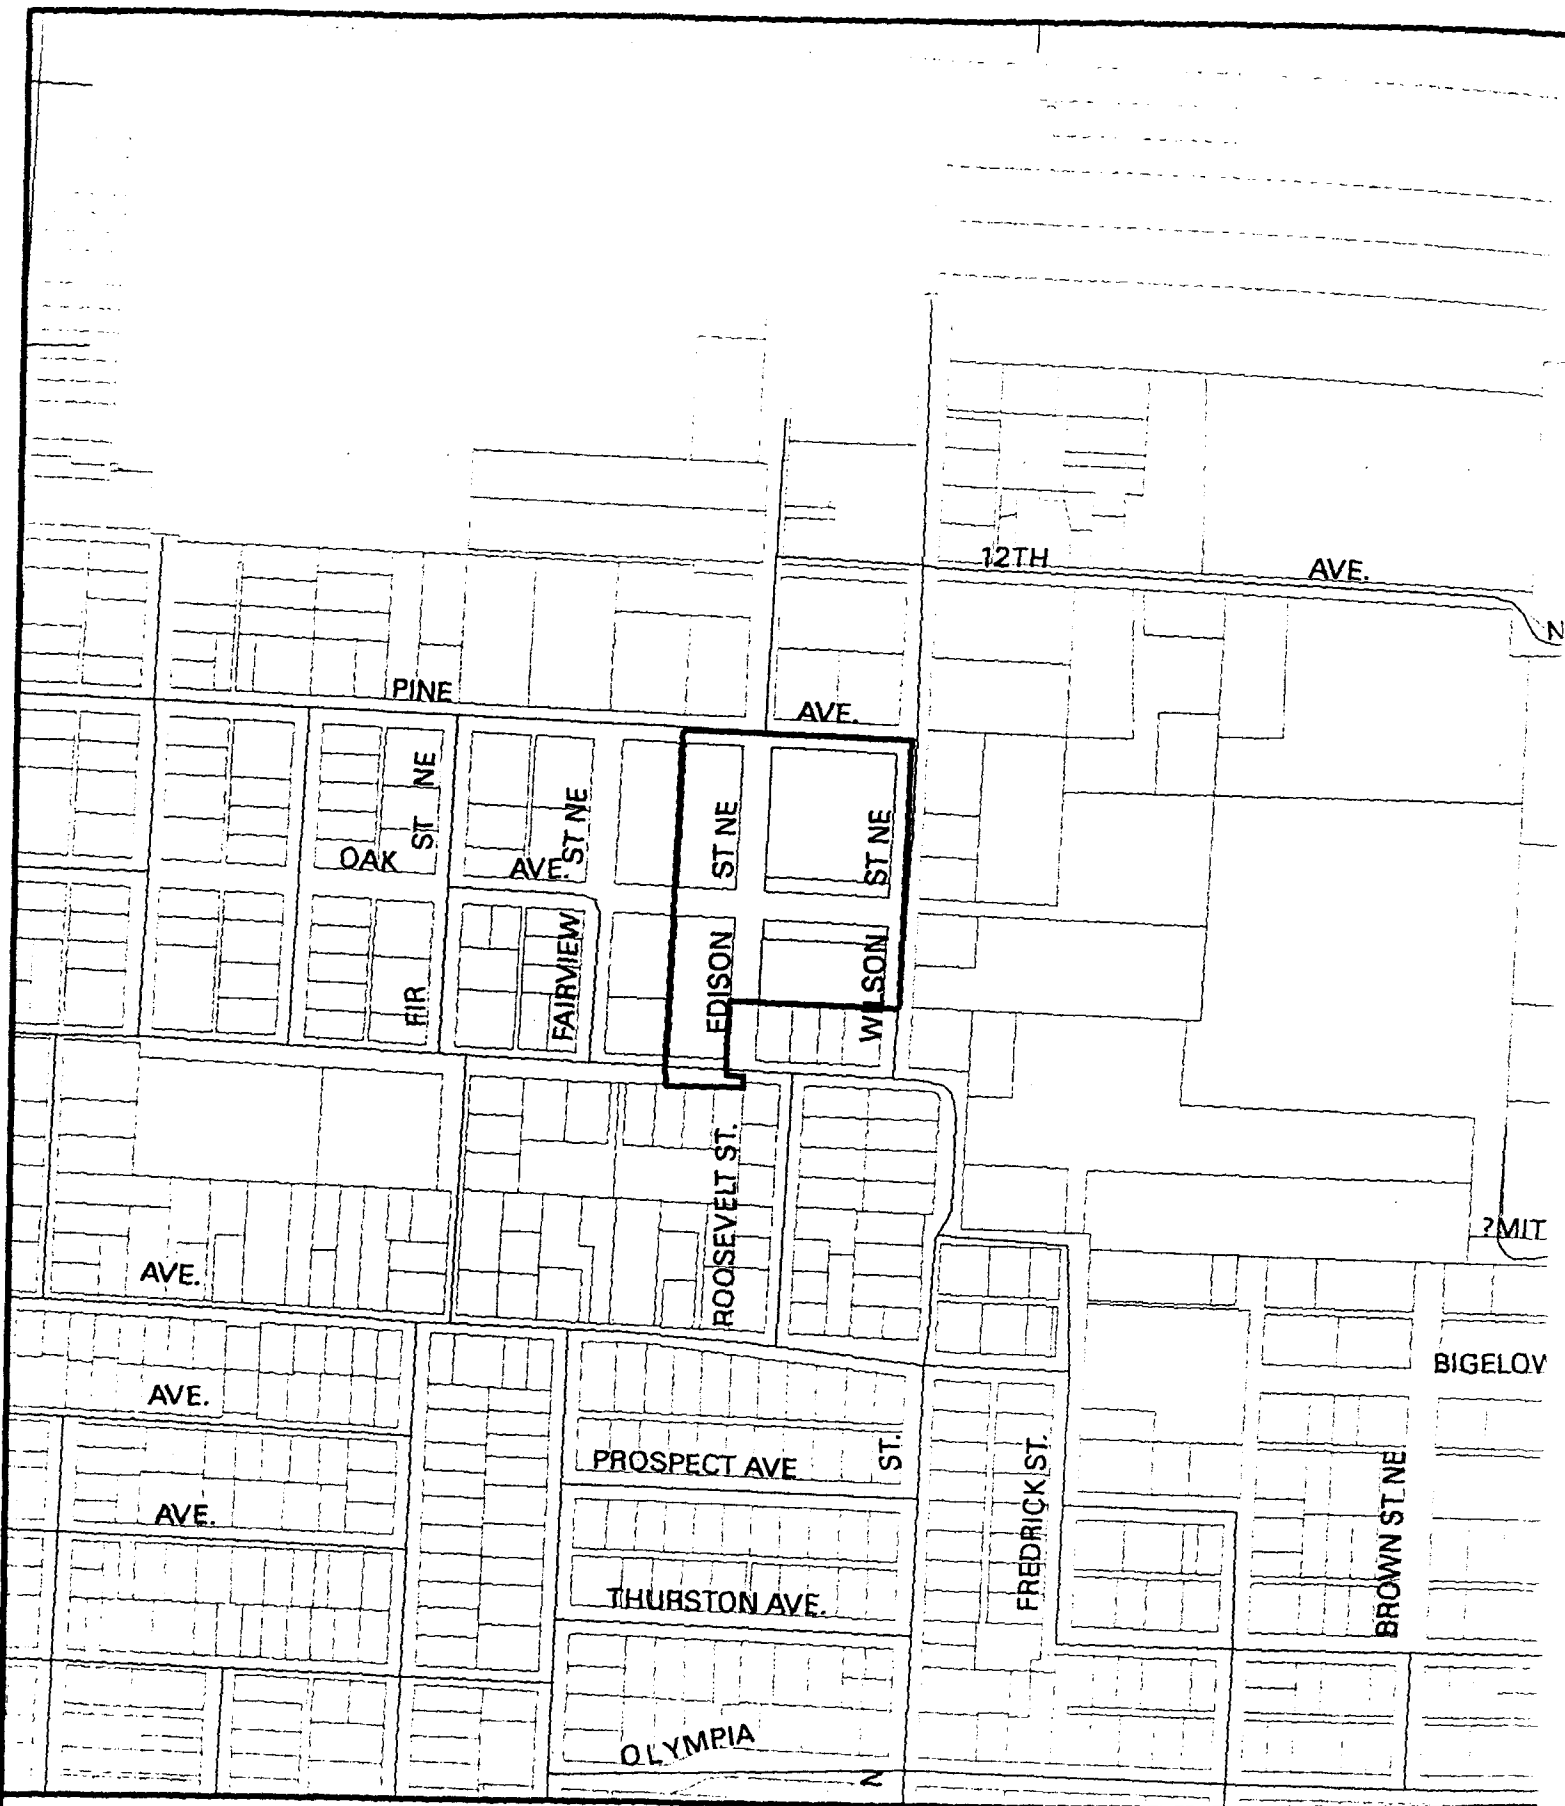 12TH AVE.
N
PINE AVE.
ST NE
ST NE
ST NE
ST NE
OAK AVE.
FIR
FAIRVIEW
EDISON
WILSON
ROOSEVELT ST.
?MIT
AVE.
BIGELOW
AVE.
PROSPECT AVE
ST.
FREDRICK ST.
BROWN ST NE
AVE.
THURSTON AVE.
OLYMPIA
N